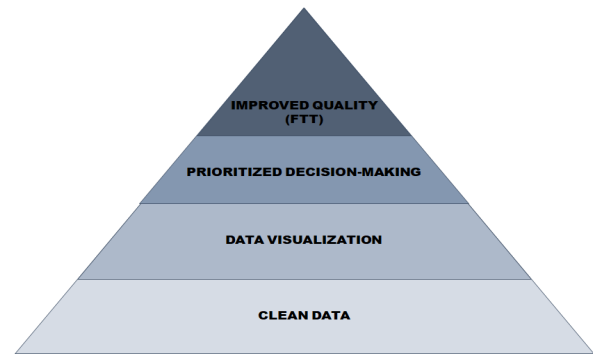 IMPROVED QUALITY
(FTT)
PRIORITIZED DECISION-MAKING
DATA VISUALIZATION
CLEAN DATA